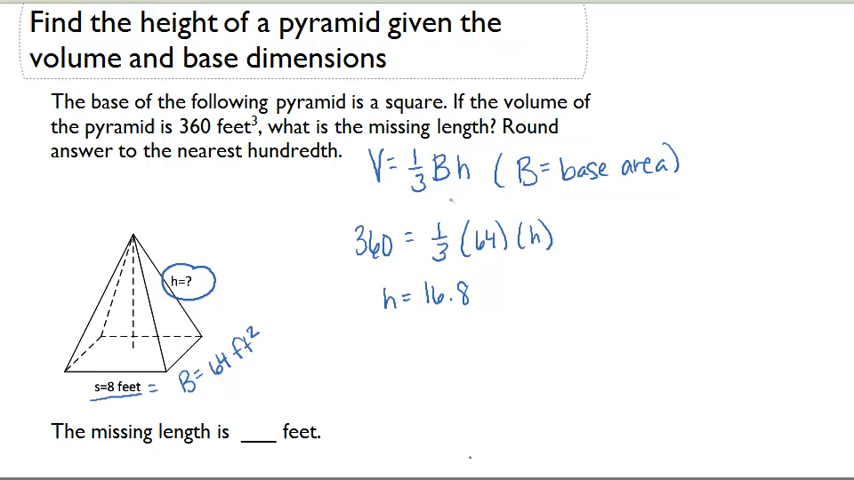 Find the height of a pyramid given the
volume and base dimensions
The base of the following pyramid is a square. If the volume of
the pyramid is 360 feet³, what is the missing length? Round
answer to the nearest hundredth.
V = 1/3 B h ( B = base area )
360 = 1/3 (64) (h)
h = 16.8
h=?
s=8 feet = B = 64 ft²
The missing length is ___ feet.